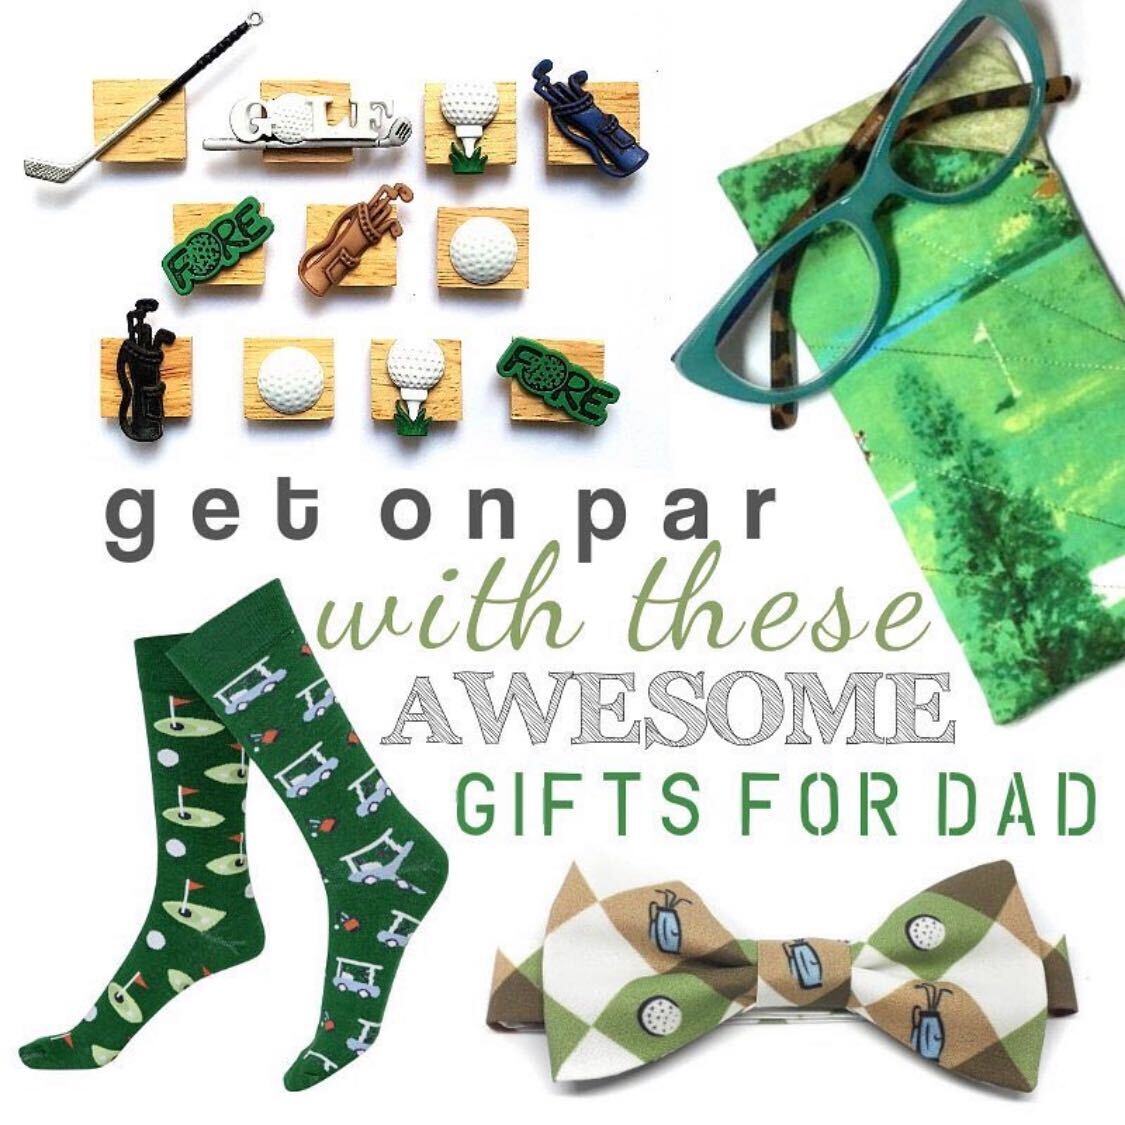 GOLF
FORE
FORE
get on par
with these
AWESOME
GIFTS FOR DAD